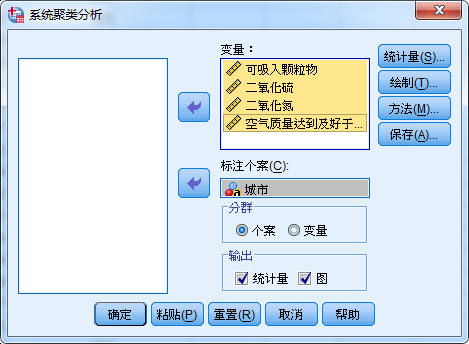 系统聚类分析
变量：
可吸入颗粒物
二氧化硫
二氧化氮
空气质量达到及好于...
统计量(S)...
绘制(T)...
方法(M)...
保存(A)...
标注个案(C):
城市
分群
个案 变量
输出
统计量 图
确定 粘贴(P) 重置(R) 取消 帮助